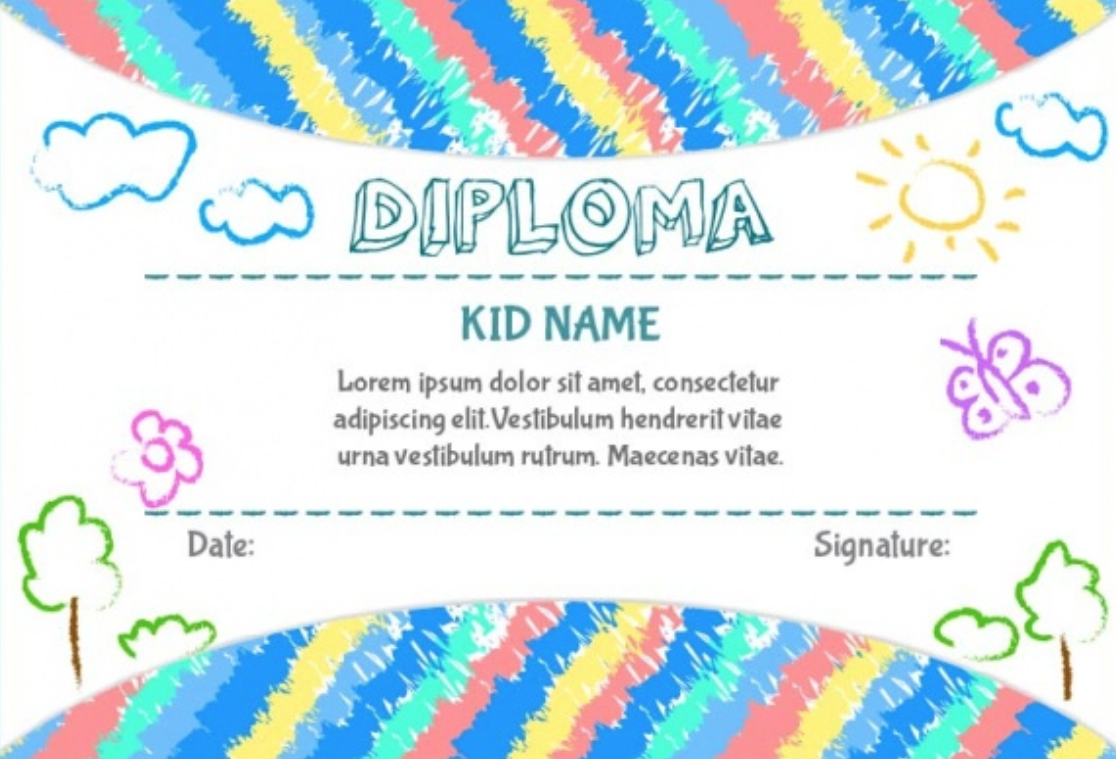 DIPLOMA
KID NAME
Lorem ipsum dolor sit amet, consectetur
adipiscing elit.Vestibulum hendrerit vitae
urna vestibulum rutrum. Maecenas vitae.
Date:
Signature: